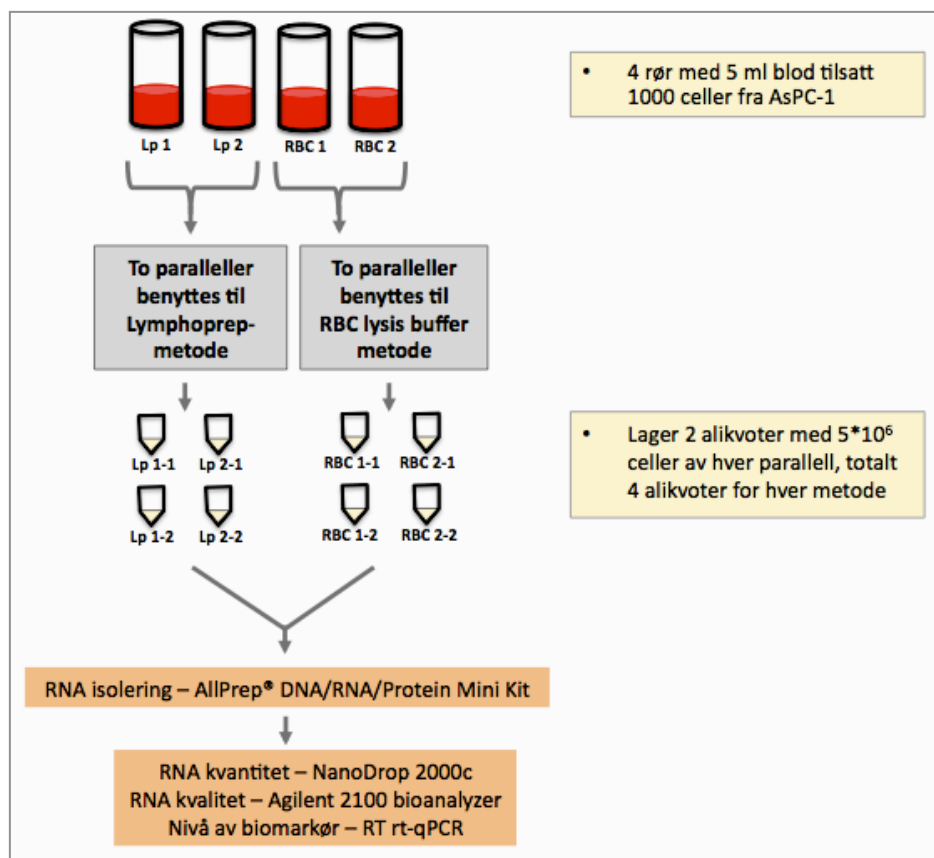 • 4 rør med 5 ml blod tilsatt
1000 celler fra AsPC-1
Lp 1 Lp 2 RBC 1 RBC 2
To paralleller
benyttes til
Lymphoprep-
metode
To paralleller
benyttes til
RBC lysis buffer
metode
• Lager 2 alikvoter med 5*10⁶
celler av hver parallell, totalt
4 alikvoter for hver metode
Lp 1-1 Lp 2-1 RBC 1-1 RBC 2-1
Lp 1-2 Lp 2-2 RBC 1-2 RBC 2-2
RNA isolering – AllPrep® DNA/RNA/Protein Mini Kit
RNA kvantitet – NanoDrop 2000c
RNA kvalitet – Agilent 2100 bioanalyzer
Nivå av biomarkør – RT rt-qPCR